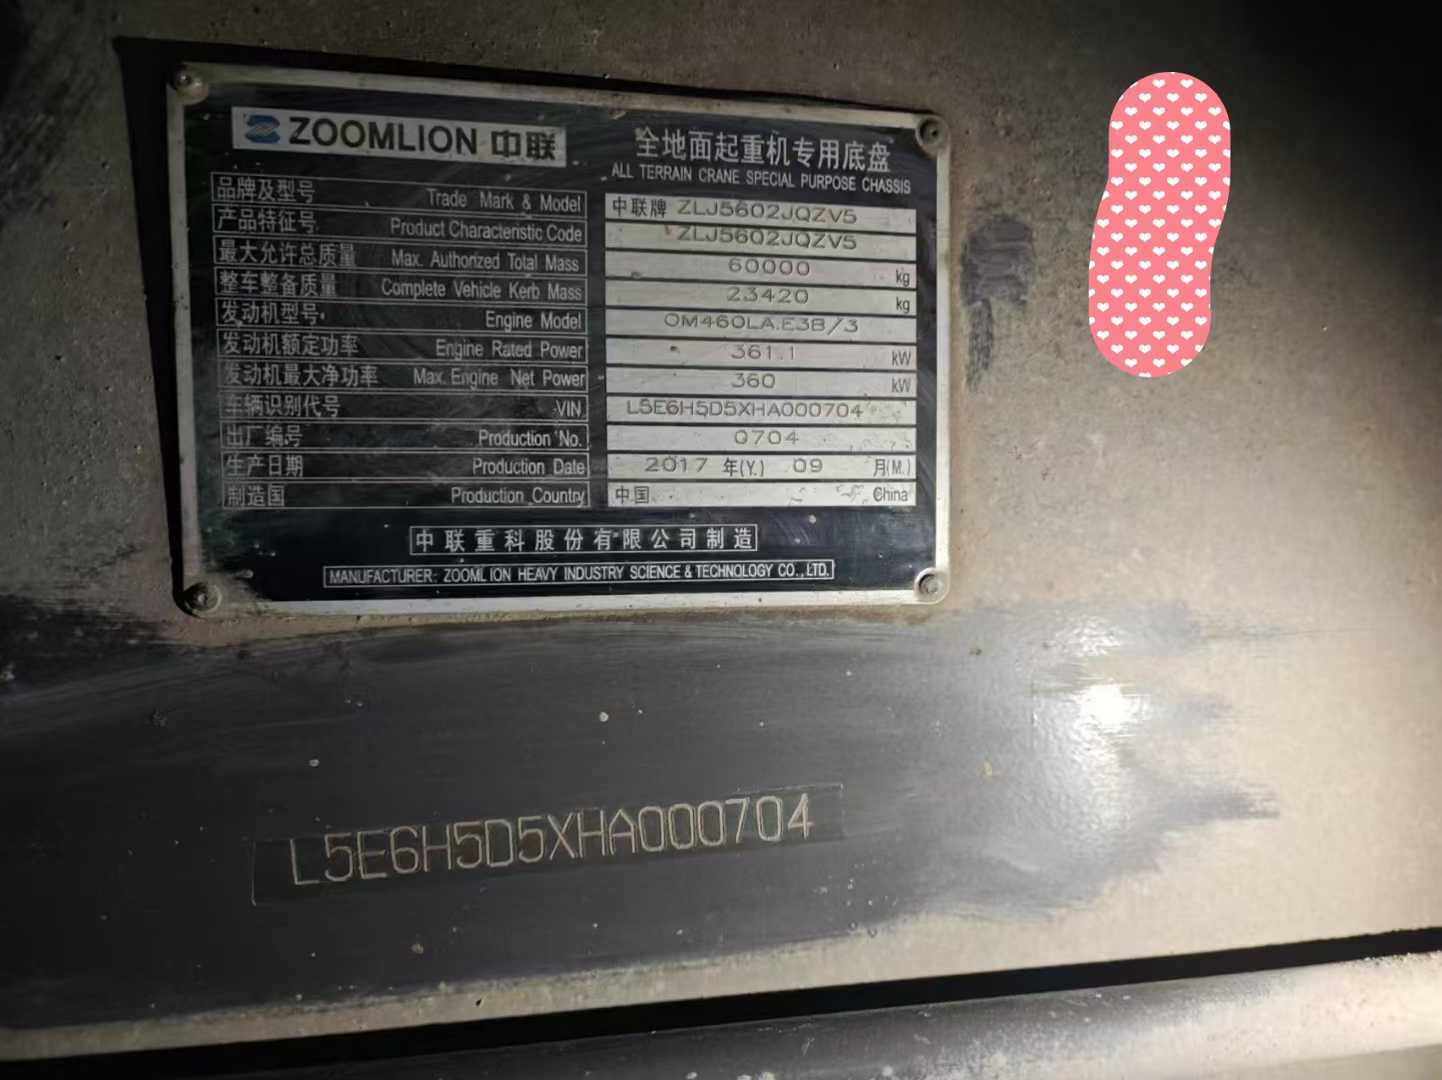 ZOOMLION 中联
全地面起重机专用底盘
ALL TERRAIN CRANE SPECIAL PURPOSE CHASSIS
品牌及型号 Trade Mark & Model 中联牌 ZLJ5602JQZV5
产品特征号 Product Characteristic Code ZLJ5602JQZV5
最大允许总质量 Max. Authorized Total Mass 60000 kg
整车整备质量 Complete Vehicle Kerb Mass 23420 kg
发动机型号 Engine Model OM460LA.E3B/3
发动机额定功率 Engine Rated Power 361.1 kW
发动机最大净功率 Max. Engine Net Power 360 kW
车辆识别代号 VIN L5E6H5D5XHA000704
出厂编号 Production No. 0704
生产日期 Production Date 2017 年(Y.) 09 月(M.)
制造国 Production Country 中国 China
中联重科股份有限公司制造
MANUFACTURER: ZOOMLION HEAVY INDUSTRY SCIENCE & TECHNOLOGY CO., LTD.
L5E6H5D5XHA000704